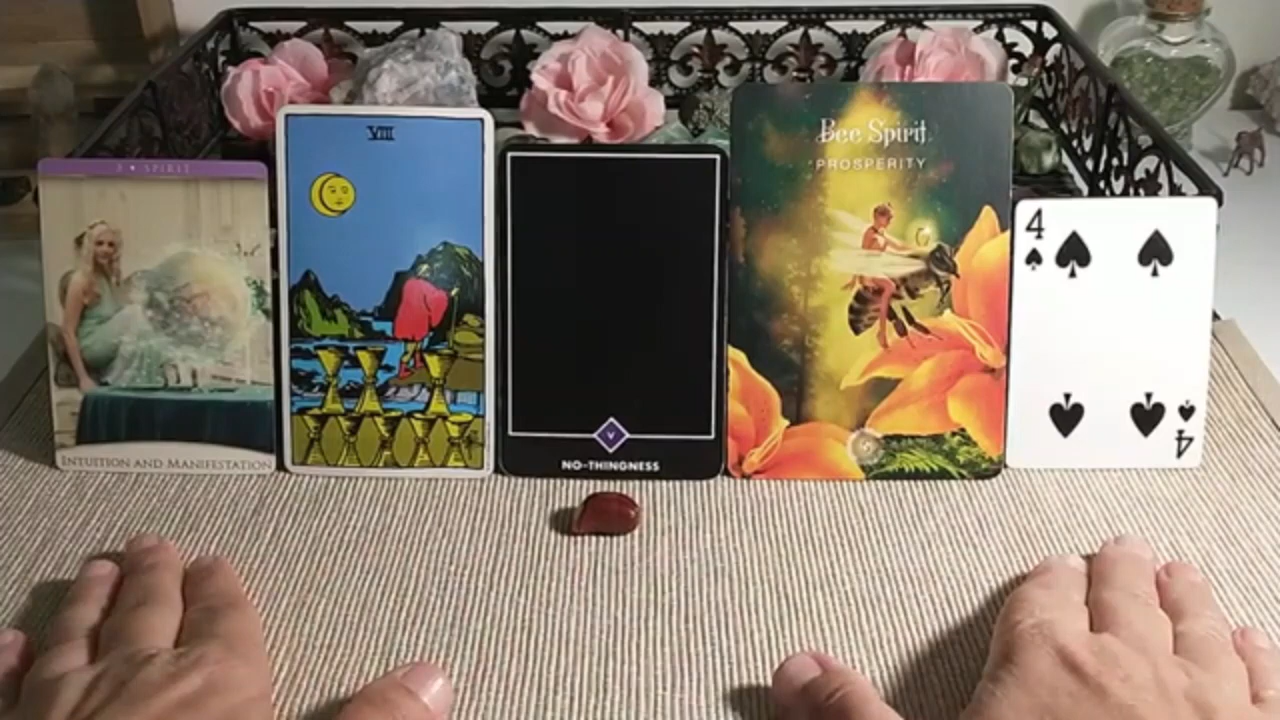 3 • SPIRIT
INTUITION AND MANIFESTATION
VIII
V
NO-THINGNESS
Bee Spirit
PROSPERITY
4
4